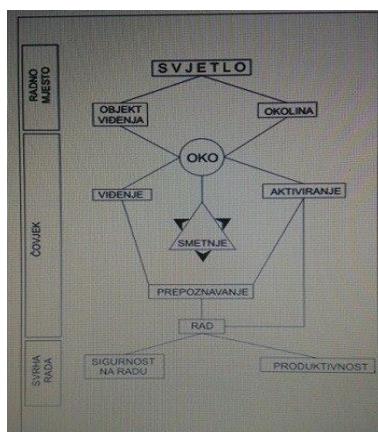 RADNO
MJESTO
SVJETLO
OBJEKT
VIĐENJA
OKOLINA
OKO
ČOVJEK
VIĐENJE
AKTIVIRANJE
SMETNJE
PREPOZNAVANJE
RAD
SVRHA
RADA
SIGURNOST
NA RADU
PRODUKTIVNOST